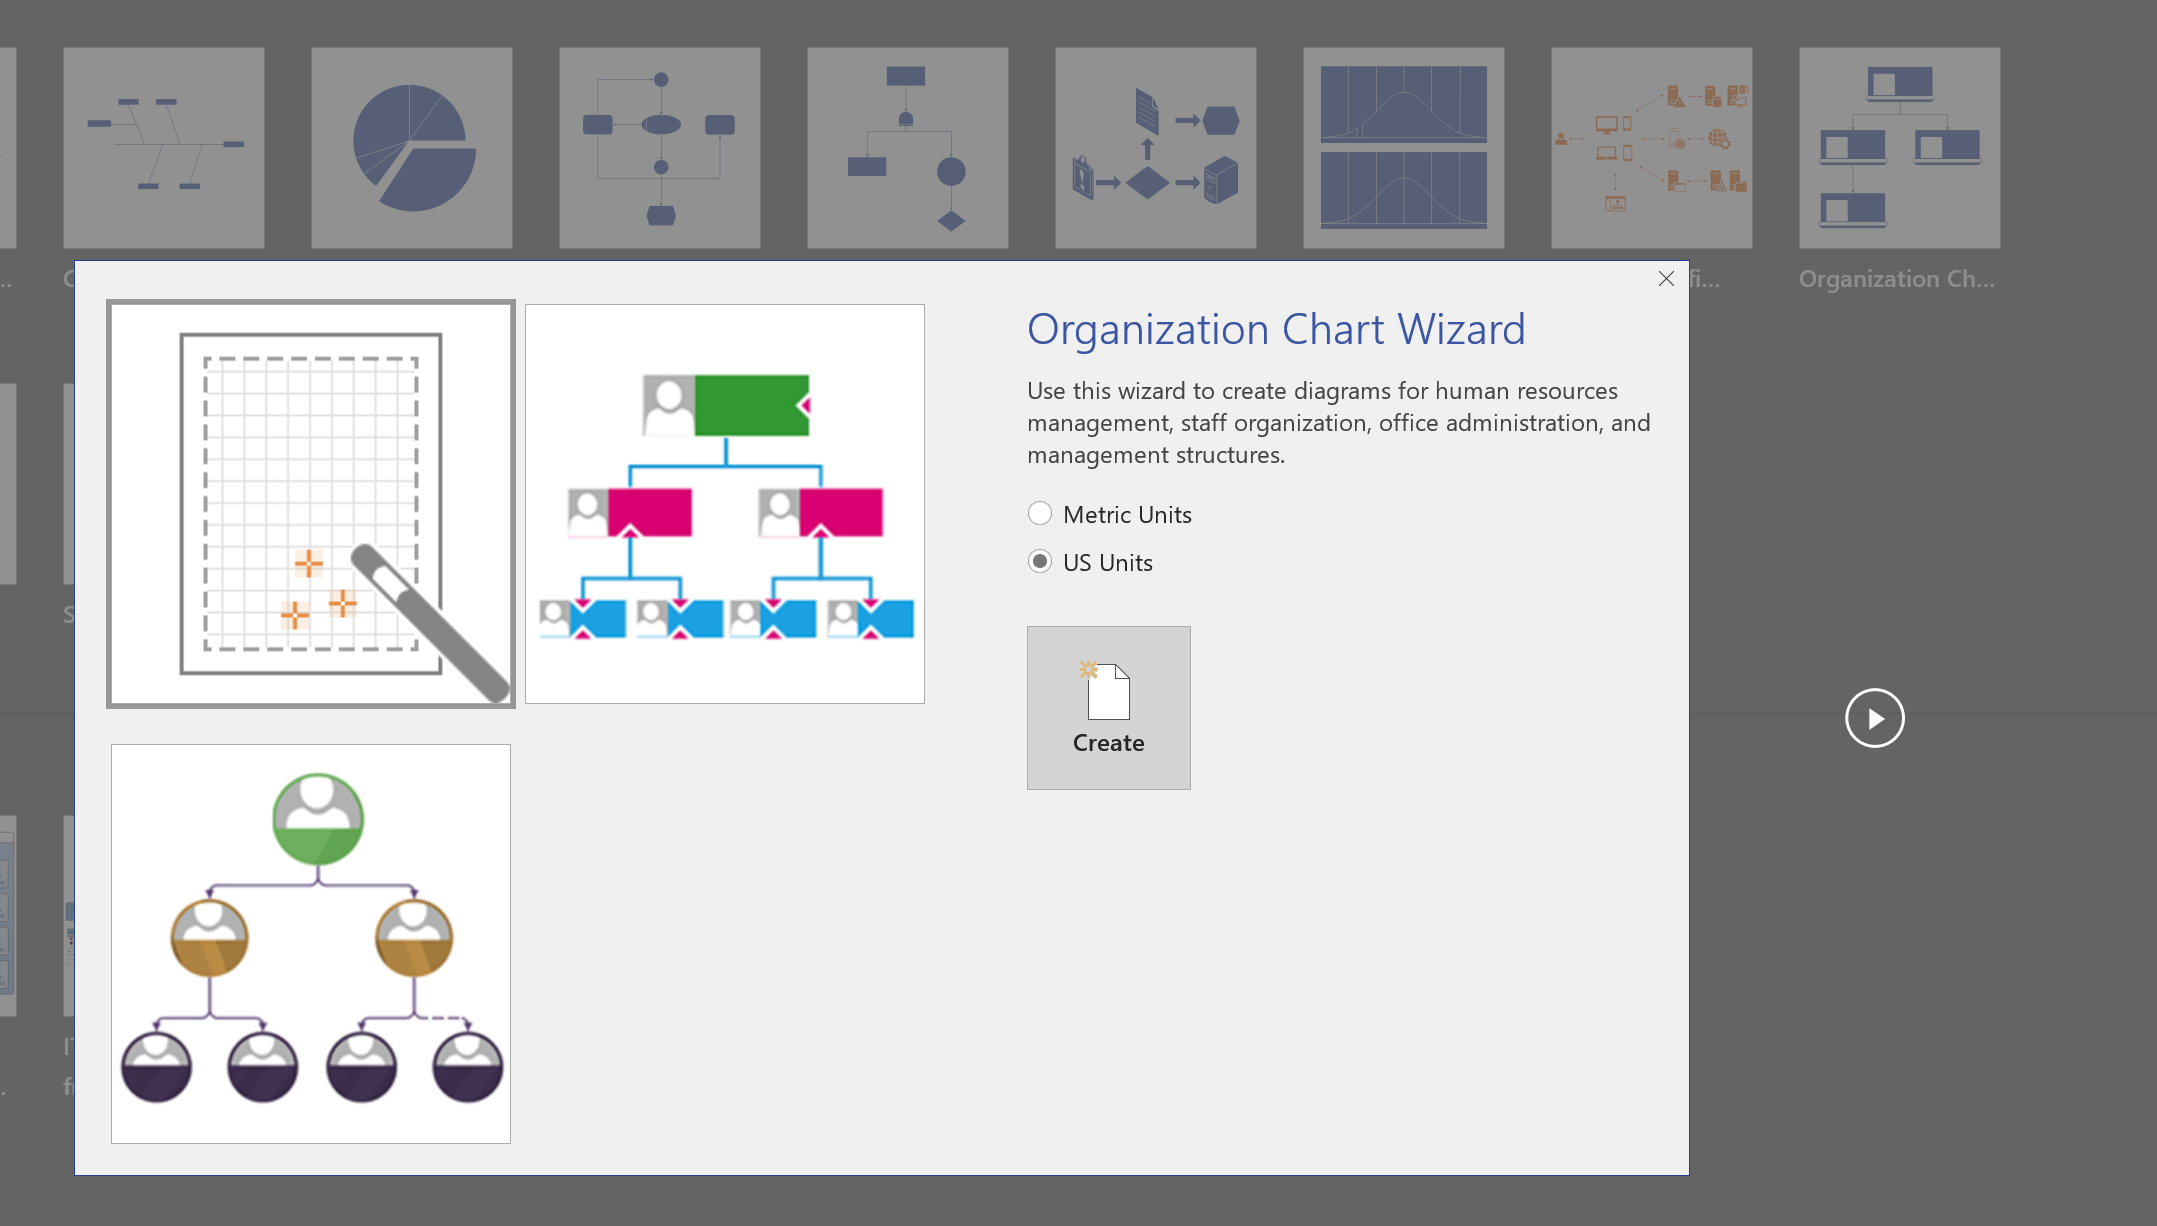 Organization Ch...
Organization Chart Wizard
Use this wizard to create diagrams for human resources
management, staff organization, office administration, and
management structures.
Metric Units
US Units
Create